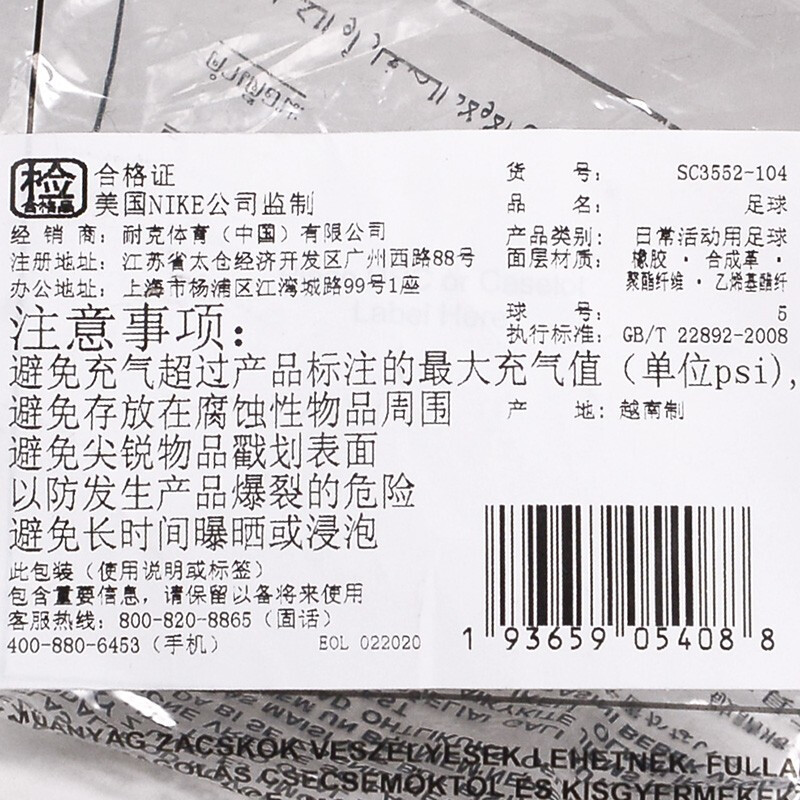 检
合格品
合格证
美国NIKE公司监制
经 销 商：耐克体育（中国）有限公司
注册地址：江苏省太仓经济开发区广州西路88号
办公地址：上海市杨浦区江湾城路99号1座
货 号： SC3552-104
品 名： 足球
产品类别： 日常活动用足球
面层材质： 橡胶·合成革·
聚酯纤维·乙烯基酯纤
球 号： 5
执行标准： GB/T 22892-2008
产 地：越南制
注意事项：
避免充气超过产品标注的最大充气值（单位psi），
避免存放在腐蚀性物品周围
避免尖锐物品戳划表面
以防发生产品爆裂的危险
避免长时间曝晒或浸泡
此包装（使用说明或标签）
包含重要信息，请保留以备将来使用
客服热线：800-820-8865（固话）
400-880-6453（手机）
EOL 022020
1 93659 05408 8
ZACSKÓK VESZÉLYESEK LEHETNEK. FULLA
CSECSEMŐKTŐL ÉS KISGYERMEKEK